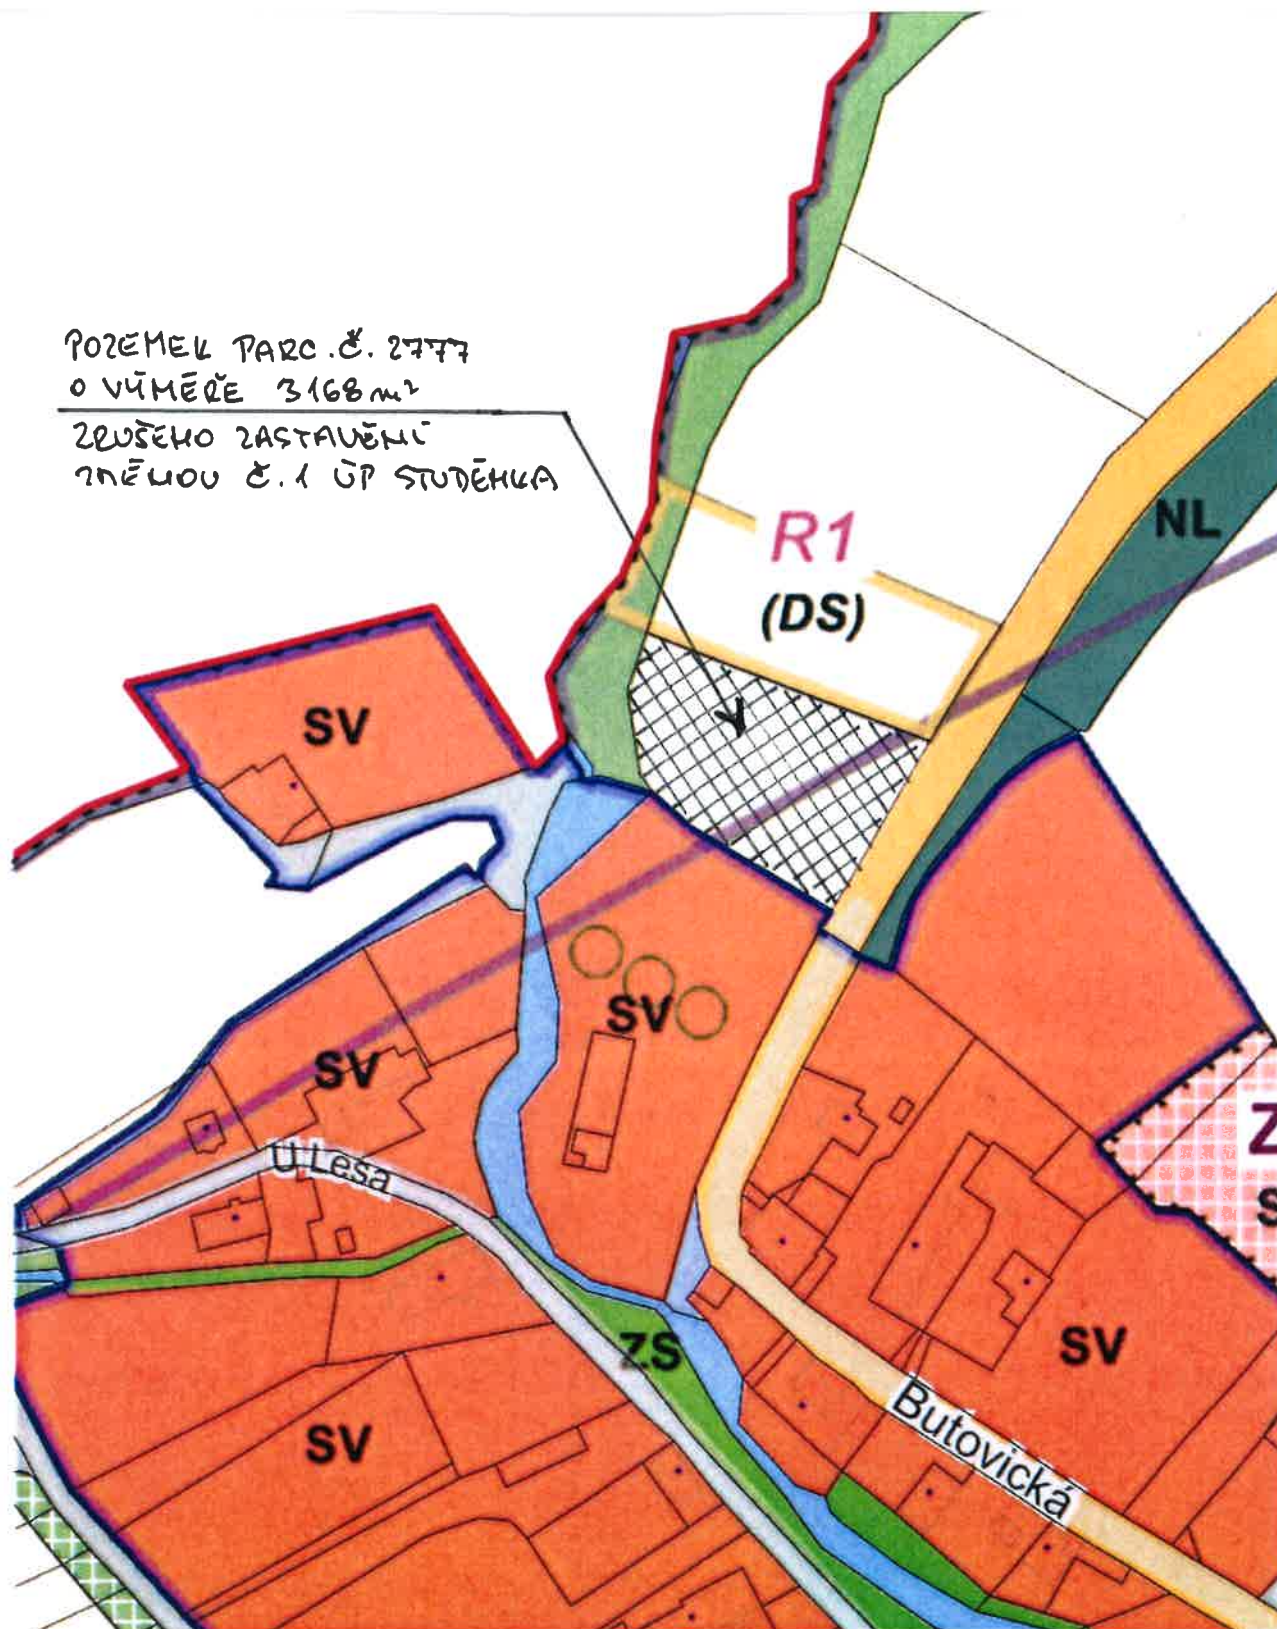 POZEMEK PARC.Č. 2777
O VÝMĚŘE 3168 m²
ZRUŠENO ZASTAVĚNÍ
ZMĚNOU Č.1 ÚP STUDÉNKA
R1
(DS)
NL
SV
SV
SV
U Lesa
Z
S
ZS
SV
SV
Butovická